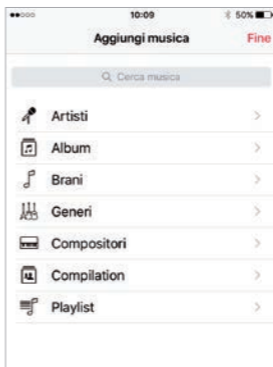 10:09 50%
Aggiungi musica Fine
Cerca musica
Artisti
Album
Brani
Generi
Compositori
Compilation
Playlist